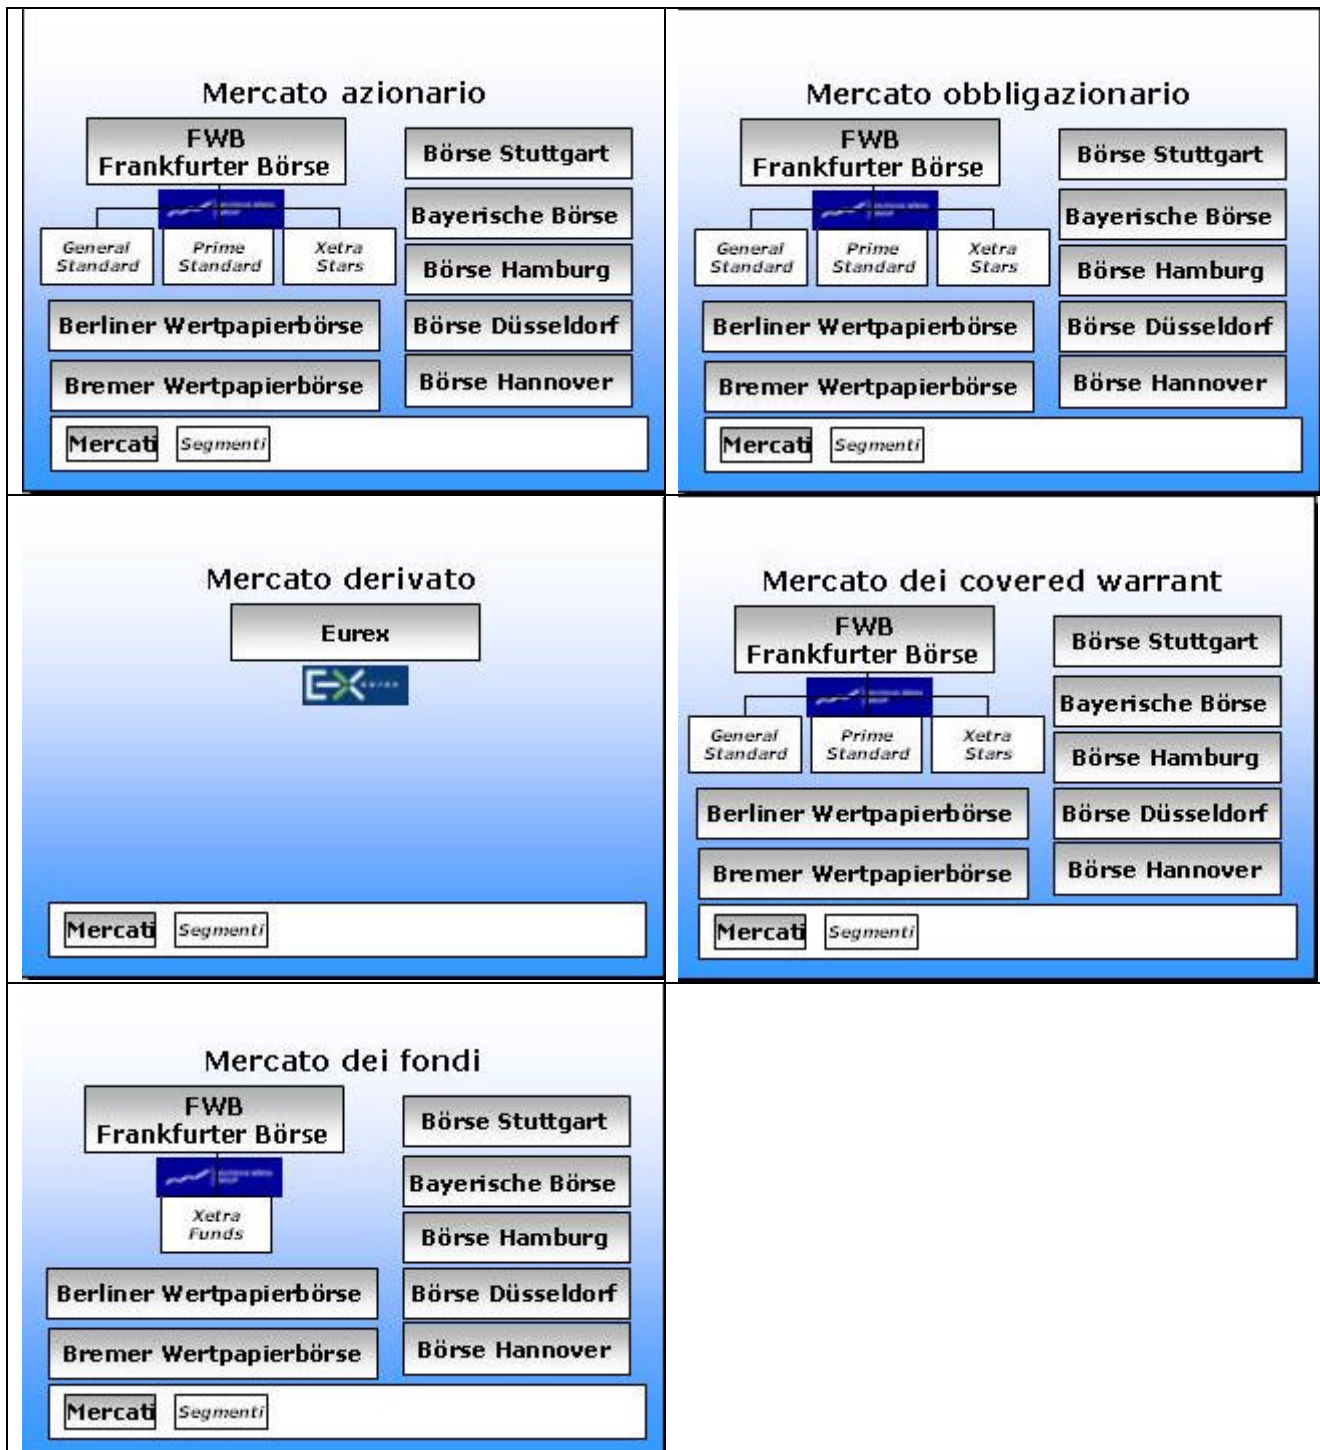 Mercato azionario
FWB
Frankfurter Börse
General
Standard
Prime
Standard
Xetra
Stars
Berliner Wertpapierbörse
Bremer Wertpapierbörse
Börse Stuttgart
Bayerische Börse
Börse Hamburg
Börse Düsseldorf
Börse Hannover
Mercati
Segmenti
Mercato obbligazionario
FWB
Frankfurter Börse
General
Standard
Prime
Standard
Xetra
Stars
Berliner Wertpapierbörse
Bremer Wertpapierbörse
Börse Stuttgart
Bayerische Börse
Börse Hamburg
Börse Düsseldorf
Börse Hannover
Mercati
Segmenti
Mercato derivato
Eurex
Mercati
Segmenti
Mercato dei covered warrant
FWB
Frankfurter Börse
General
Standard
Prime
Standard
Xetra
Stars
Berliner Wertpapierbörse
Bremer Wertpapierbörse
Börse Stuttgart
Bayerische Börse
Börse Hamburg
Börse Düsseldorf
Börse Hannover
Mercati
Segmenti
Mercato dei fondi
FWB
Frankfurter Börse
Xetra
Funds
Berliner Wertpapierbörse
Bremer Wertpapierbörse
Börse Stuttgart
Bayerische Börse
Börse Hamburg
Börse Düsseldorf
Börse Hannover
Mercati
Segmenti